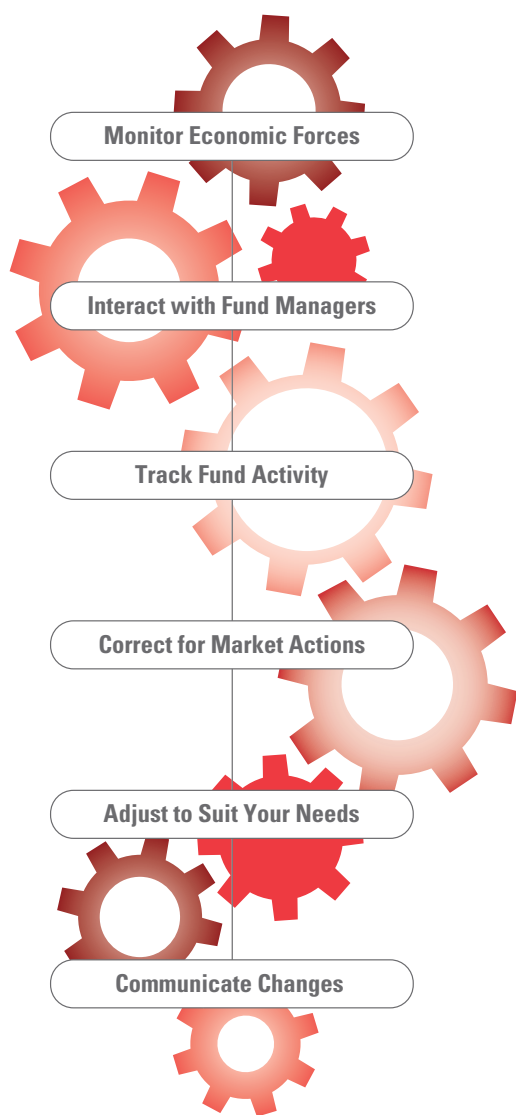 Monitor Economic Forces
Interact with Fund Managers
Track Fund Activity
Correct for Market Actions
Adjust to Suit Your Needs
Communicate Changes